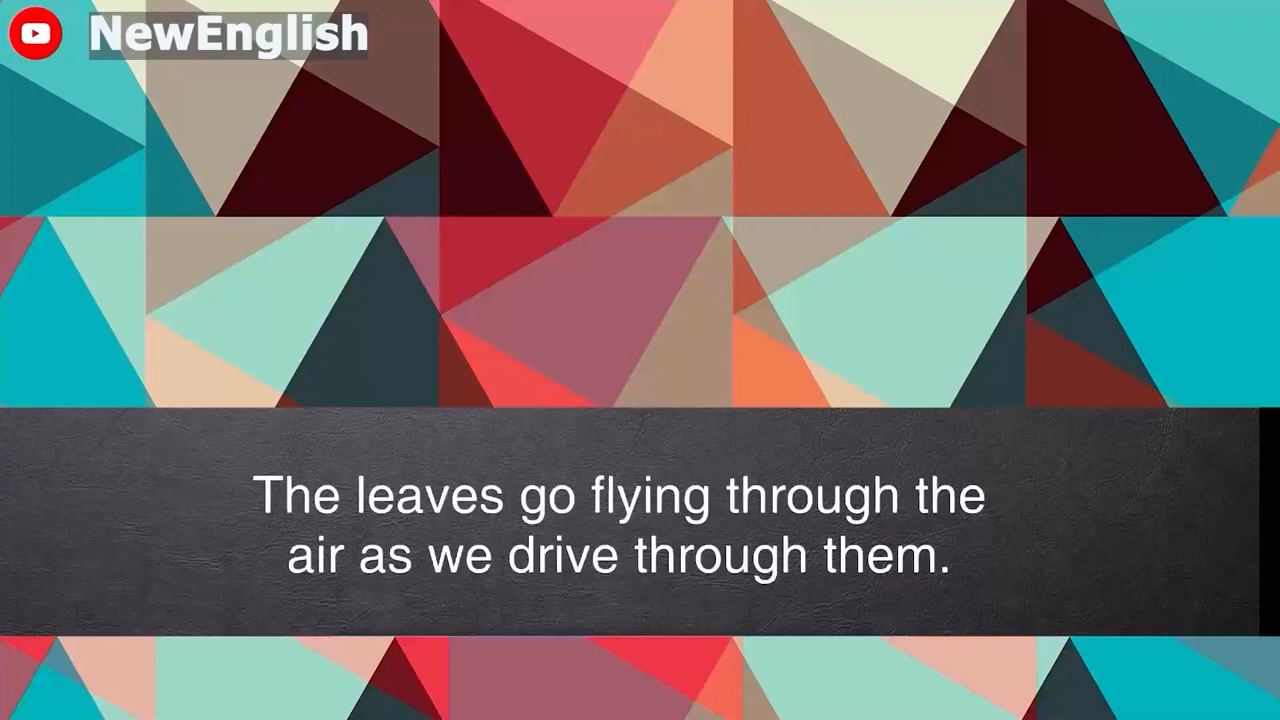 NewEnglish
The leaves go flying through the
air as we drive through them.